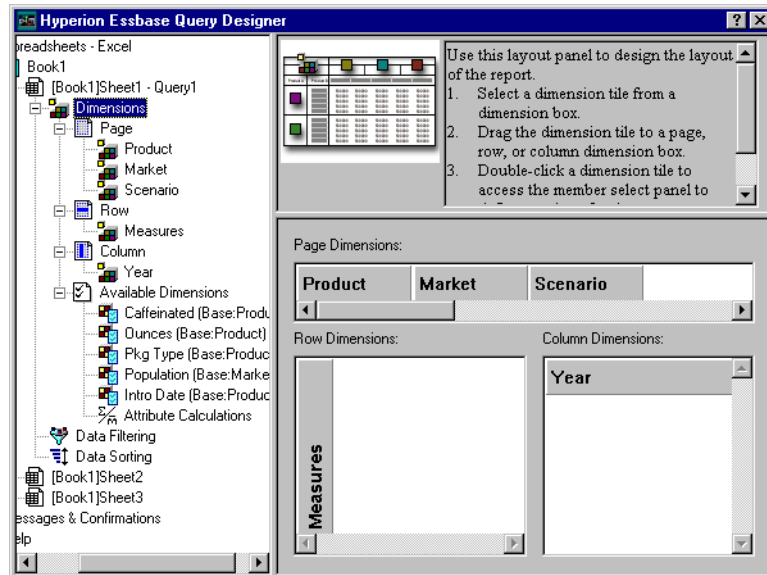 Hyperion Essbase Query Designer
preadsheets - Excel
Book1
[Book1]Sheet1 - Query1
Dimensions
Page
Product
Market
Scenario
Row
Measures
Column
Year
Available Dimensions
Caffeinated (Base:Produ
Ounces (Base:Product)
Pkg Type (Base:Produc
Population (Base:Marke
Intro Date (Base:Produc
Attribute Calculations
Data Filtering
Data Sorting
[Book1]Sheet2
[Book1]Sheet3
essages & Confirmations
elp
Use this layout panel to design the layout
of the report.
1. Select a dimension tile from a
dimension box.
2. Drag the dimension tile to a page,
row, or column dimension box.
3. Double-click a dimension tile to
access the member select panel to
Page Dimensions:
Product Market Scenario
Row Dimensions:
Measures
Column Dimensions:
Year